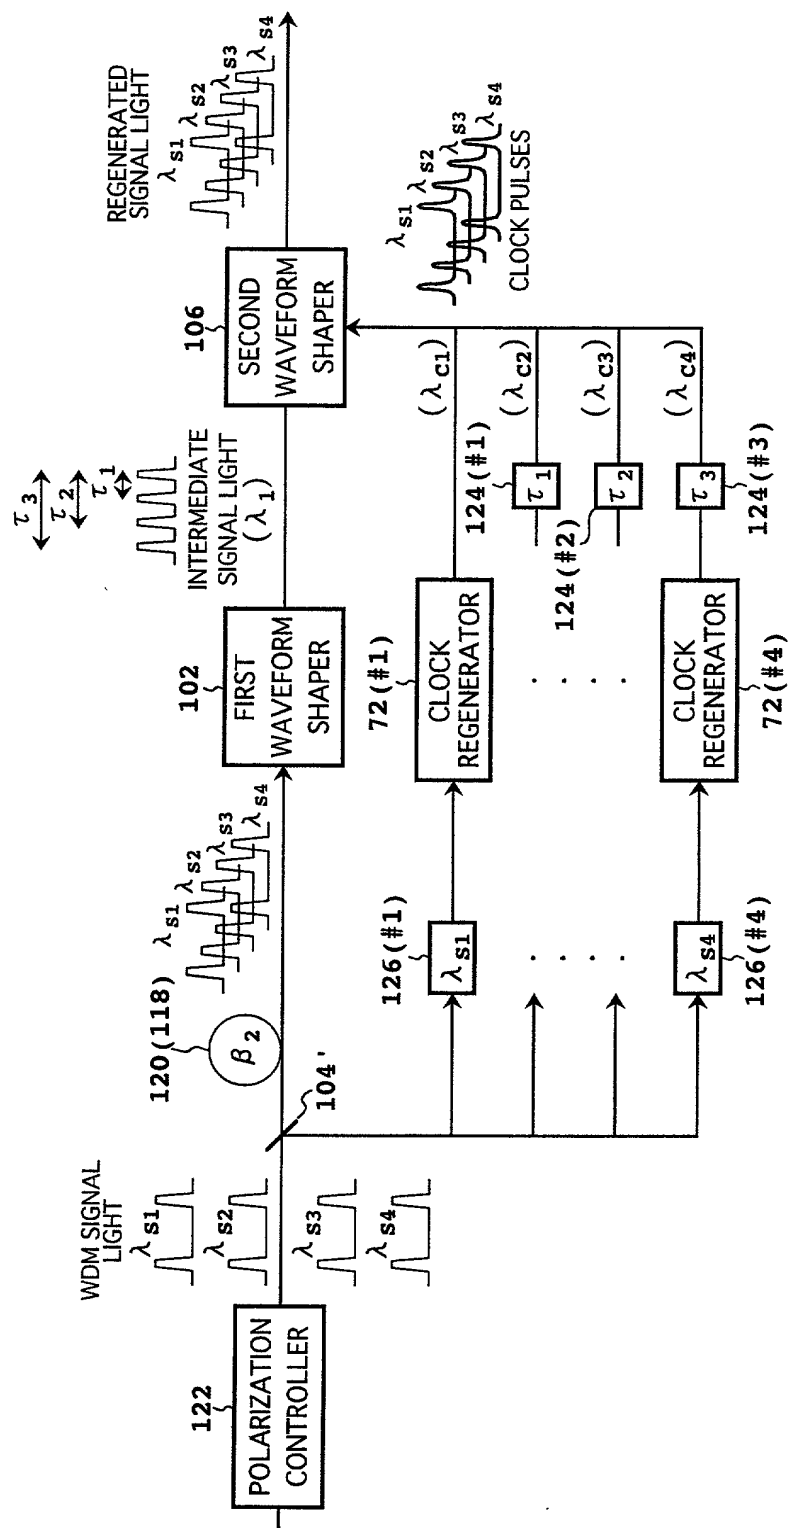 122
POLARIZATION
CONTROLLER
WDM SIGNAL
LIGHT
λS1
λS2
λS3
λS4
104'
120(118)
β2
λS1
λS2
λS3
λS4
102
FIRST
WAVEFORM
SHAPER
τ3
τ2
τ1
INTERMEDIATE
SIGNAL LIGHT
(λ1)
106
SECOND
WAVEFORM
SHAPER
REGENERATED
SIGNAL LIGHT
λS1
λS2
λS3
λS4
126(#1)
λS1
126(#4)
λS4
72(#1)
CLOCK
REGENERATOR
72(#4)
CLOCK
REGENERATOR
124(#1)
τ1
124(#2)
τ2
124(#3)
τ3
(λC1)
(λC2)
(λC3)
(λC4)
λS1
λS2
λS3
λS4
CLOCK PULSES